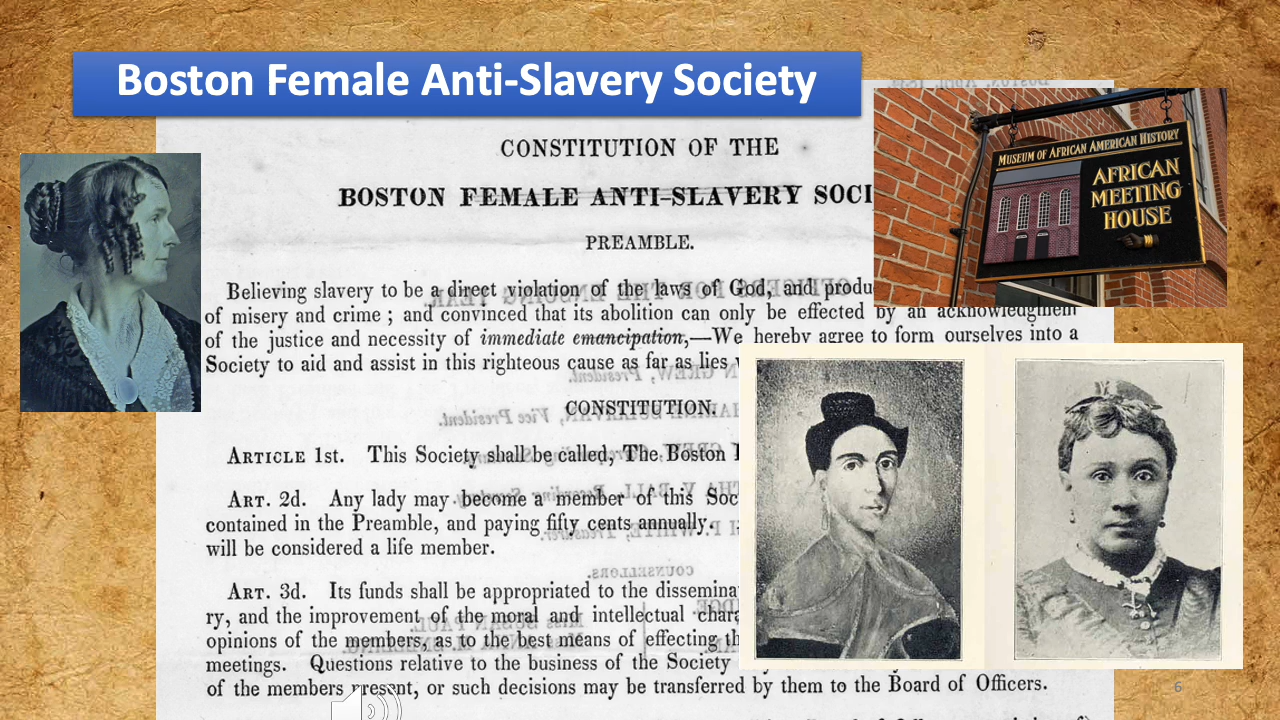 Boston Female Anti-Slavery Society
CONSTITUTION OF THE
BOSTON FEMALE ANTI-SLAVERY SOCI
PREAMBLE.
Believing slavery to be a direct violation of the laws of God, and produ
of misery and crime ; and convinced that its abolition can only be effected by an acknowledgment
of the justice and necessity of immediate emancipation,—We hereby agree to form ourselves into a
Society to aid and assist in this righteous cause as far as lies
CONSTITUTION.
ARTICLE 1st. This Society shall be called, The Boston
ART. 2d. Any lady may become a member of this Soc
contained in the Preamble, and paying fifty cents annually.
will be considered a life member.
ART. 3d. Its funds shall be appropriated to the dissemina
ry, and the improvement of the moral and intellectual chara
opinions of the members, as to the best means of effecting th
meetings. Questions relative to the business of the Society
of the members present, or such decisions may be transferred by them to the Board of Officers.
MUSEUM OF AFRICAN AMERICAN HISTORY
AFRICAN
MEETING
HOUSE
6